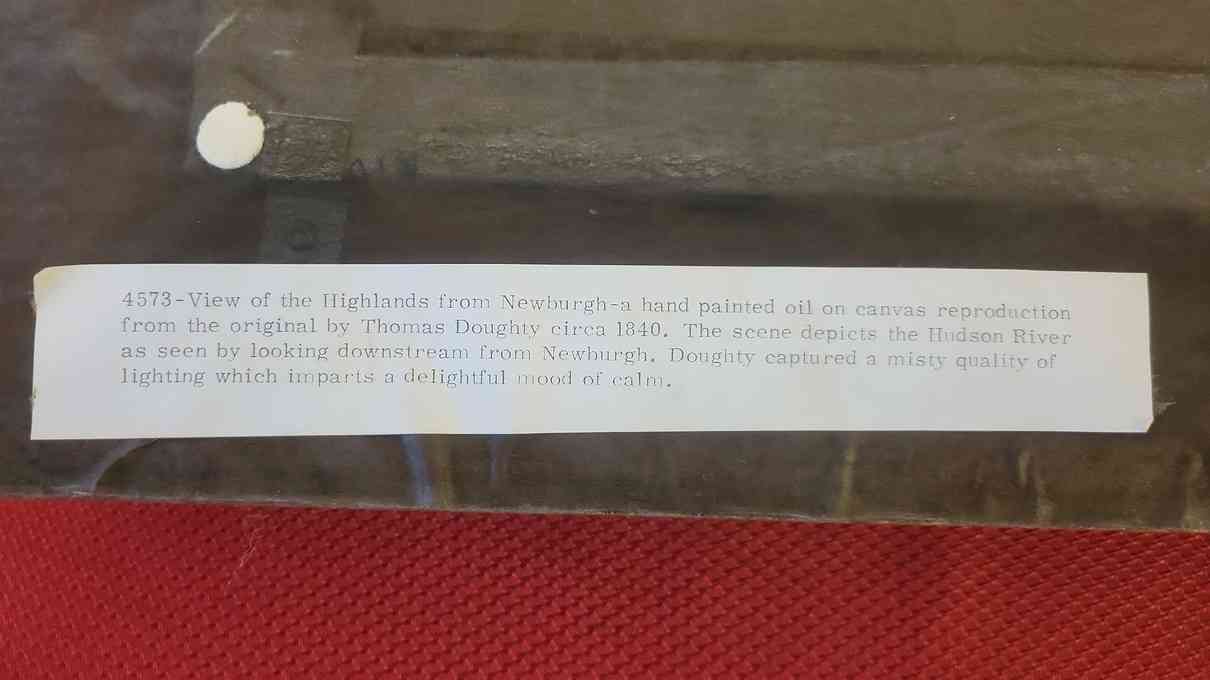 4573-View of the Highlands from Newburgh-a hand painted oil on canvas reproduction
from the original by Thomas Doughty circa 1840. The scene depicts the Hudson River
as seen by looking downstream from Newburgh. Doughty captured a misty quality of
lighting which imparts a delightful mood of calm.